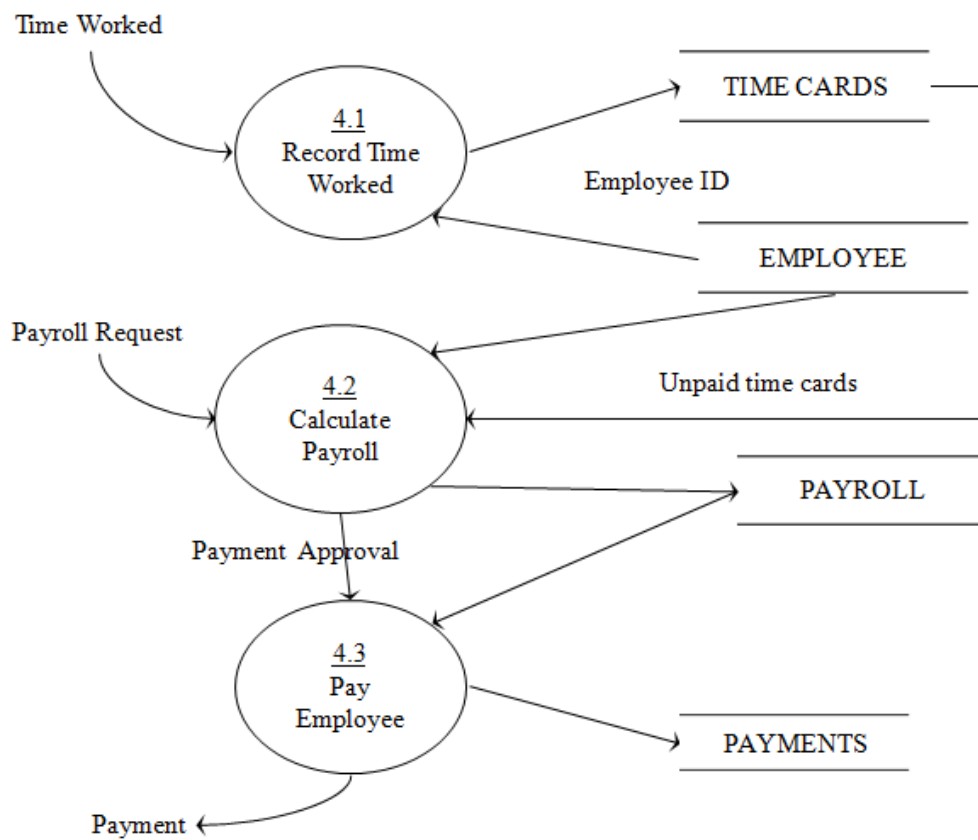 Time Worked
TIME CARDS
4.1
Record Time
Worked
Employee ID
EMPLOYEE
Payroll Request
4.2
Calculate
Payroll
Unpaid time cards
PAYROLL
Payment Approval
4.3
Pay
Employee
PAYMENTS
Payment